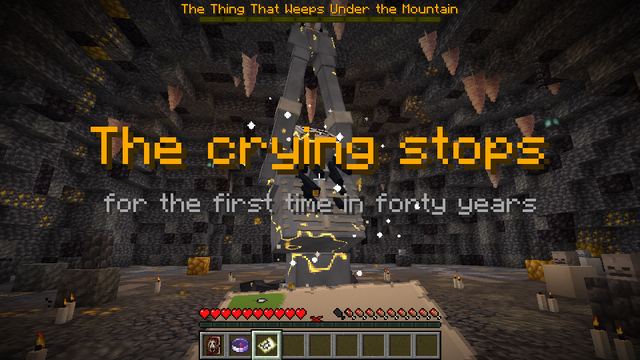 The Thing That Weeps Under the Mountain
The crying stops
for the first time in forty years